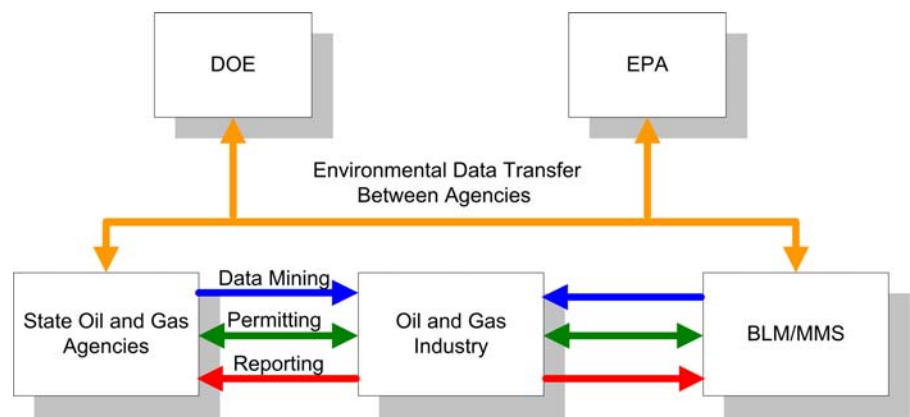 DOE
EPA
Environmental Data Transfer
Between Agencies
Data Mining
State Oil and Gas
Agencies
Permitting
Oil and Gas
Industry
BLM/MMS
Reporting